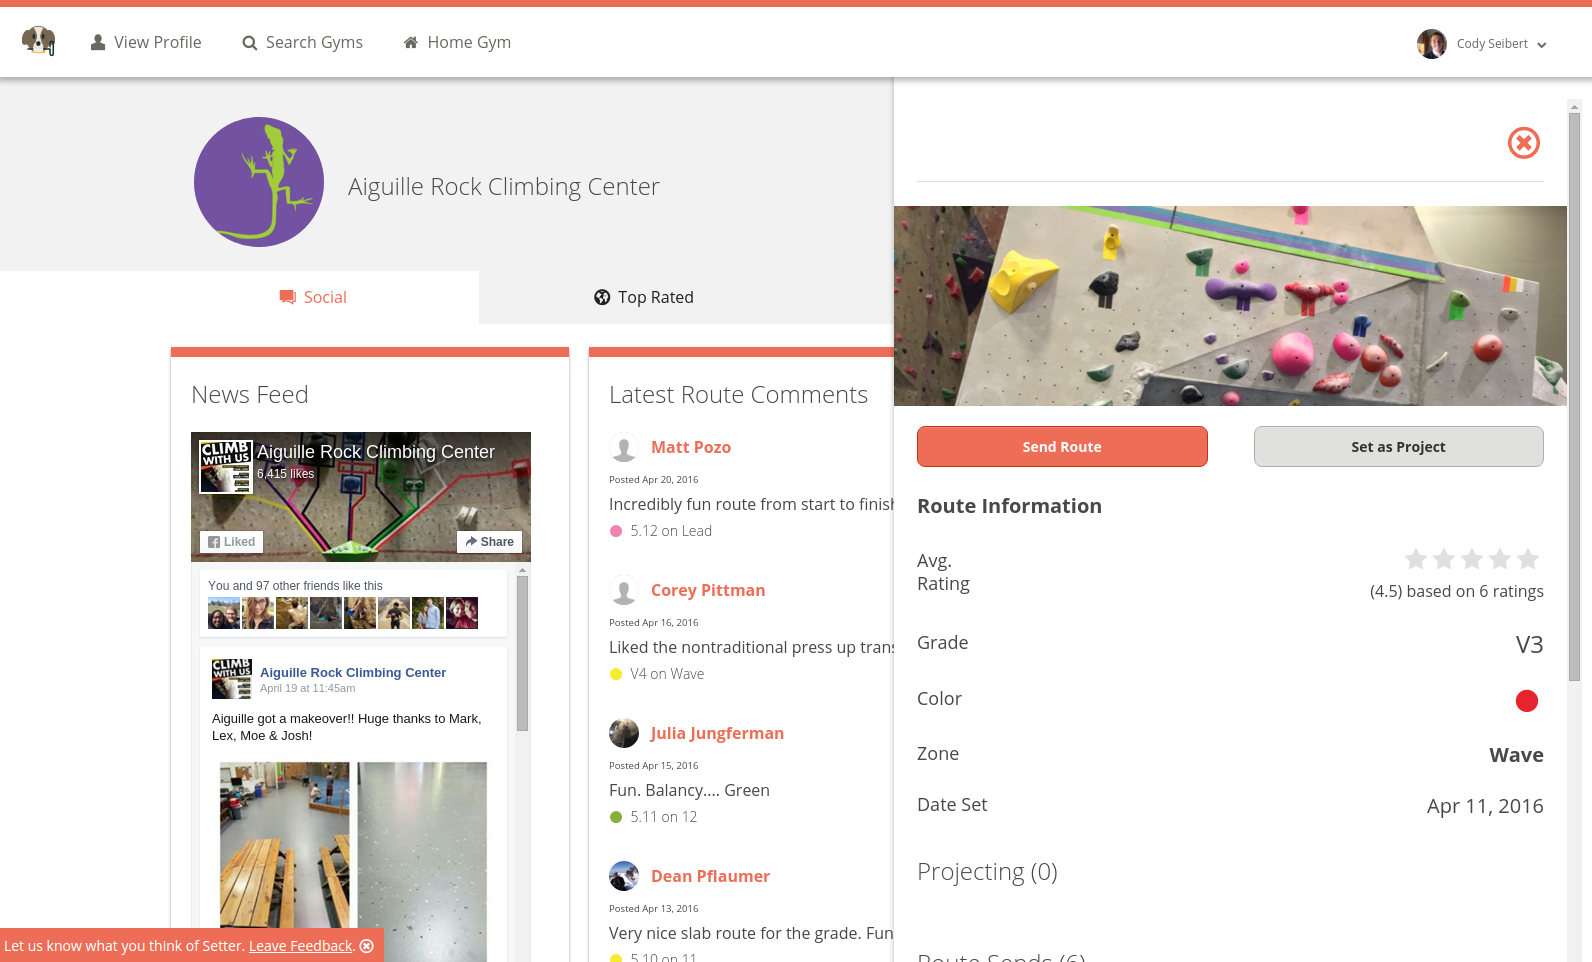 View Profile
Search Gyms
Home Gym
Cody Seibert
Aiguille Rock Climbing Center
Social
Top Rated
News Feed
CLIMB
WITH US
Aiguille Rock Climbing Center
6,415 likes
Liked
Share
You and 97 other friends like this
CLIMB
WITH US
Aiguille Rock Climbing Center
April 19 at 11:45am
Aiguille got a makeover!! Huge thanks to Mark,
Lex, Moe & Josh!
Latest Route Comments
Matt Pozo
Posted Apr 20, 2016
Incredibly fun route from start to finish
5.12 on Lead
Corey Pittman
Posted Apr 16, 2016
Liked the nontraditional press up trans
V4 on Wave
Julia Jungferman
Posted Apr 15, 2016
Fun. Balancy.... Green
5.11 on 12
Dean Pflaumer
Posted Apr 13, 2016
Very nice slab route for the grade. Fun
5.10 on 11
Send Route
Set as Project
Route Information
Avg.
Rating
(4.5) based on 6 ratings
Grade
V3
Color
Zone
Wave
Date Set
Apr 11, 2016
Projecting (0)
Route Sends (6)
Let us know what you think of Setter. Leave Feedback.